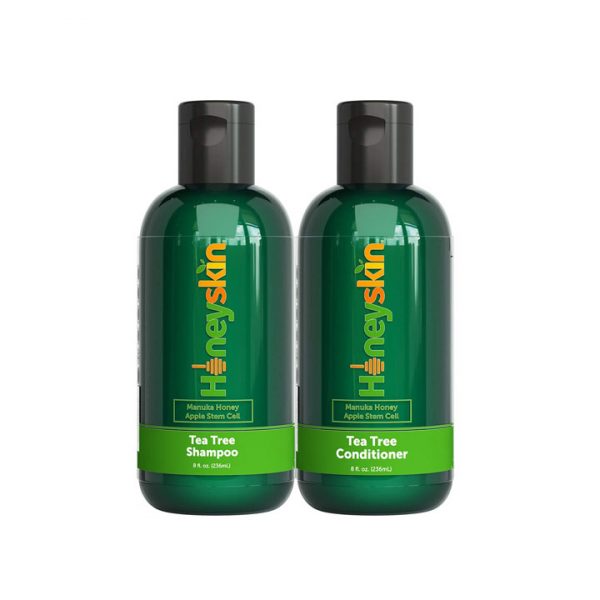 Honeyskin
Manuka Honey
Apple Stem Cell
Tea Tree
Shampoo
8 fl. oz. (236mL)
Honeyskin
Manuka Honey
Apple Stem Cell
Tea Tree
Conditioner
8 fl. oz. (236mL)